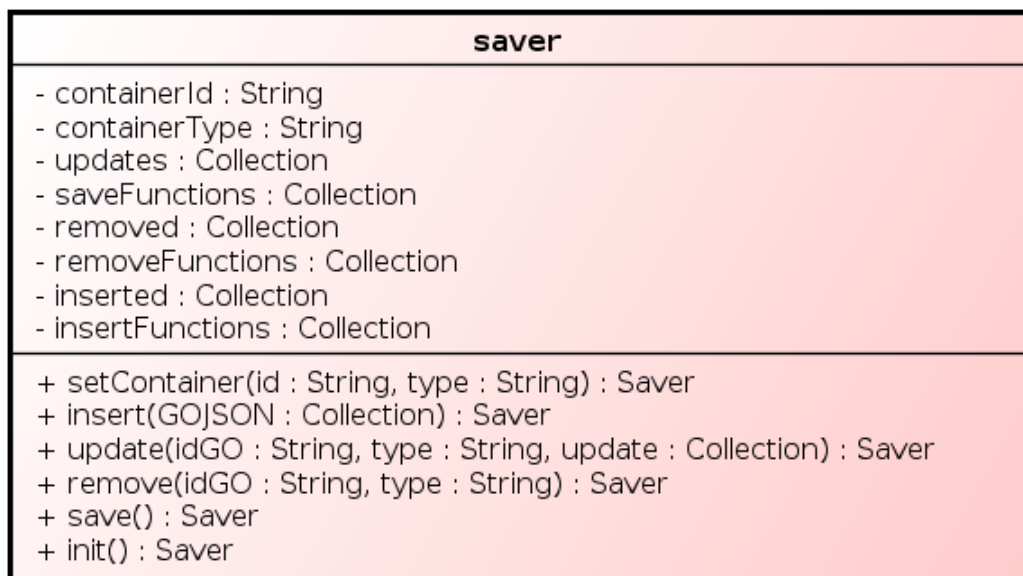 saver
- containerId : String
- containerType : String
- updates : Collection
- saveFunctions : Collection
- removed : Collection
- removeFunctions : Collection
- inserted : Collection
- insertFunctions : Collection
+ setContainer(id : String, type : String) : Saver
+ insert(GOJSON : Collection) : Saver
+ update(idGO : String, type : String, update : Collection) : Saver
+ remove(idGO : String, type : String) : Saver
+ save() : Saver
+ init() : Saver